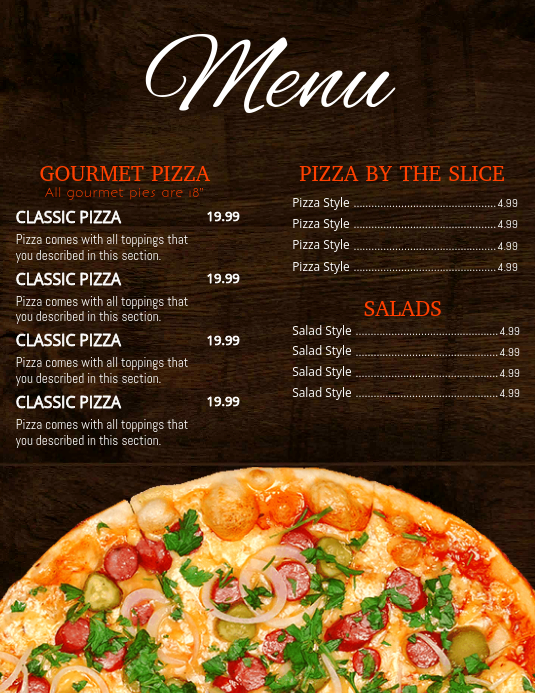 Menu
GOURMET PIZZA
All gourmet pies are 18"
CLASSIC PIZZA 19.99
Pizza comes with all toppings that
you described in this section.
CLASSIC PIZZA 19.99
Pizza comes with all toppings that
you described in this section.
CLASSIC PIZZA 19.99
Pizza comes with all toppings that
you described in this section.
CLASSIC PIZZA 19.99
Pizza comes with all toppings that
you described in this section.
PIZZA BY THE SLICE
Pizza Style ................................................ 4.99
Pizza Style ................................................ 4.99
Pizza Style ................................................ 4.99
Pizza Style ................................................ 4.99
SALADS
Salad Style ................................................ 4.99
Salad Style ................................................ 4.99
Salad Style ................................................ 4.99
Salad Style ................................................ 4.99